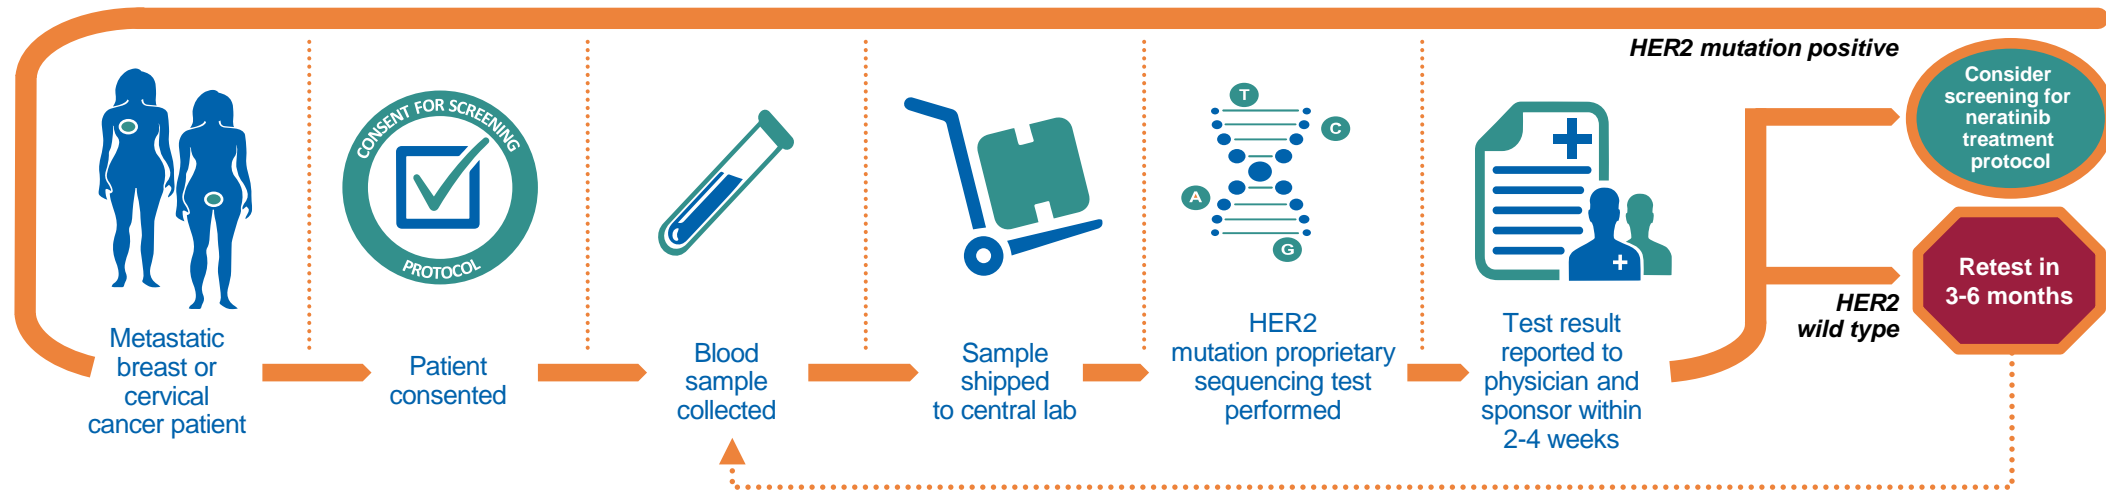 HER2 mutation positive
Consider
screening for
neratinib
treatment
protocol
CONSENT FOR SCREENING
PROTOCOL
T
C
A
G
Retest in
3-6 months
HER2
wild type
Metastatic
breast or
cervical
cancer patient
Patient
consented
Blood
sample
collected
Sample
shipped
to central lab
HER2
mutation proprietary
sequencing test
performed
Test result
reported to
physician and
sponsor within
2-4 weeks